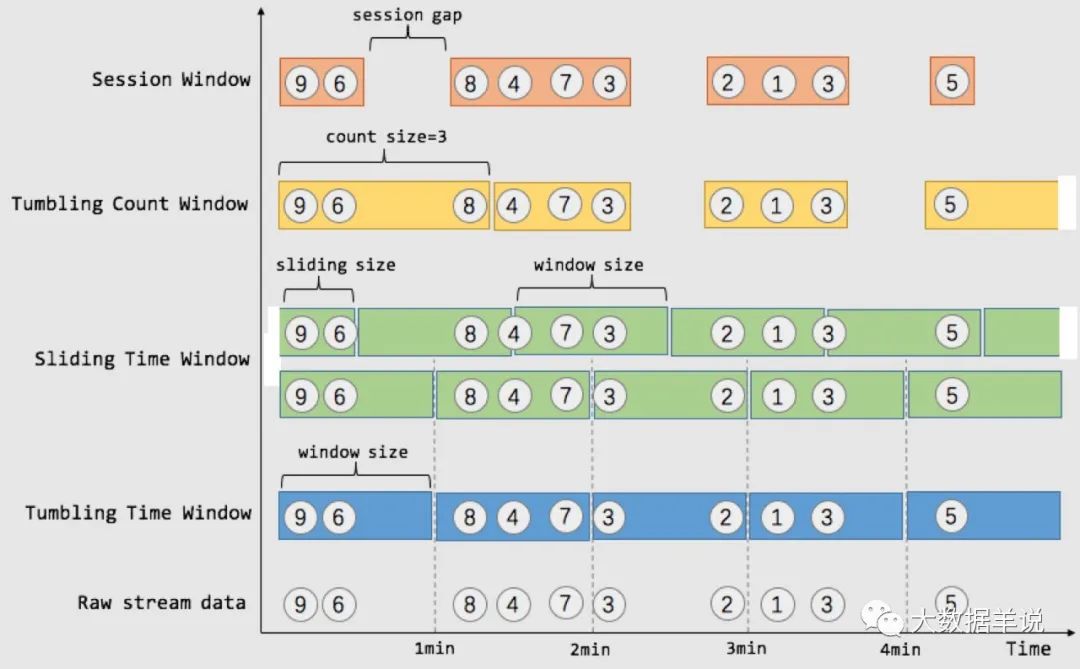 session gap
Session Window 9 6 8 4 7 3 2 1 3 5
count size=3
Tumbling Count Window 9 6 8 4 7 3 2 1 3 5
sliding size window size
9 6 8 4 7 3 2 1 3 5
Sliding Time Window
9 6 8 4 7 3 2 1 3 5
window size
Tumbling Time Window 9 6 8 4 7 3 2 1 3 5
Raw stream data 9 6 8 4 7 3 2 1 3 5
大数据羊说
1min 2min 3min 4min Time